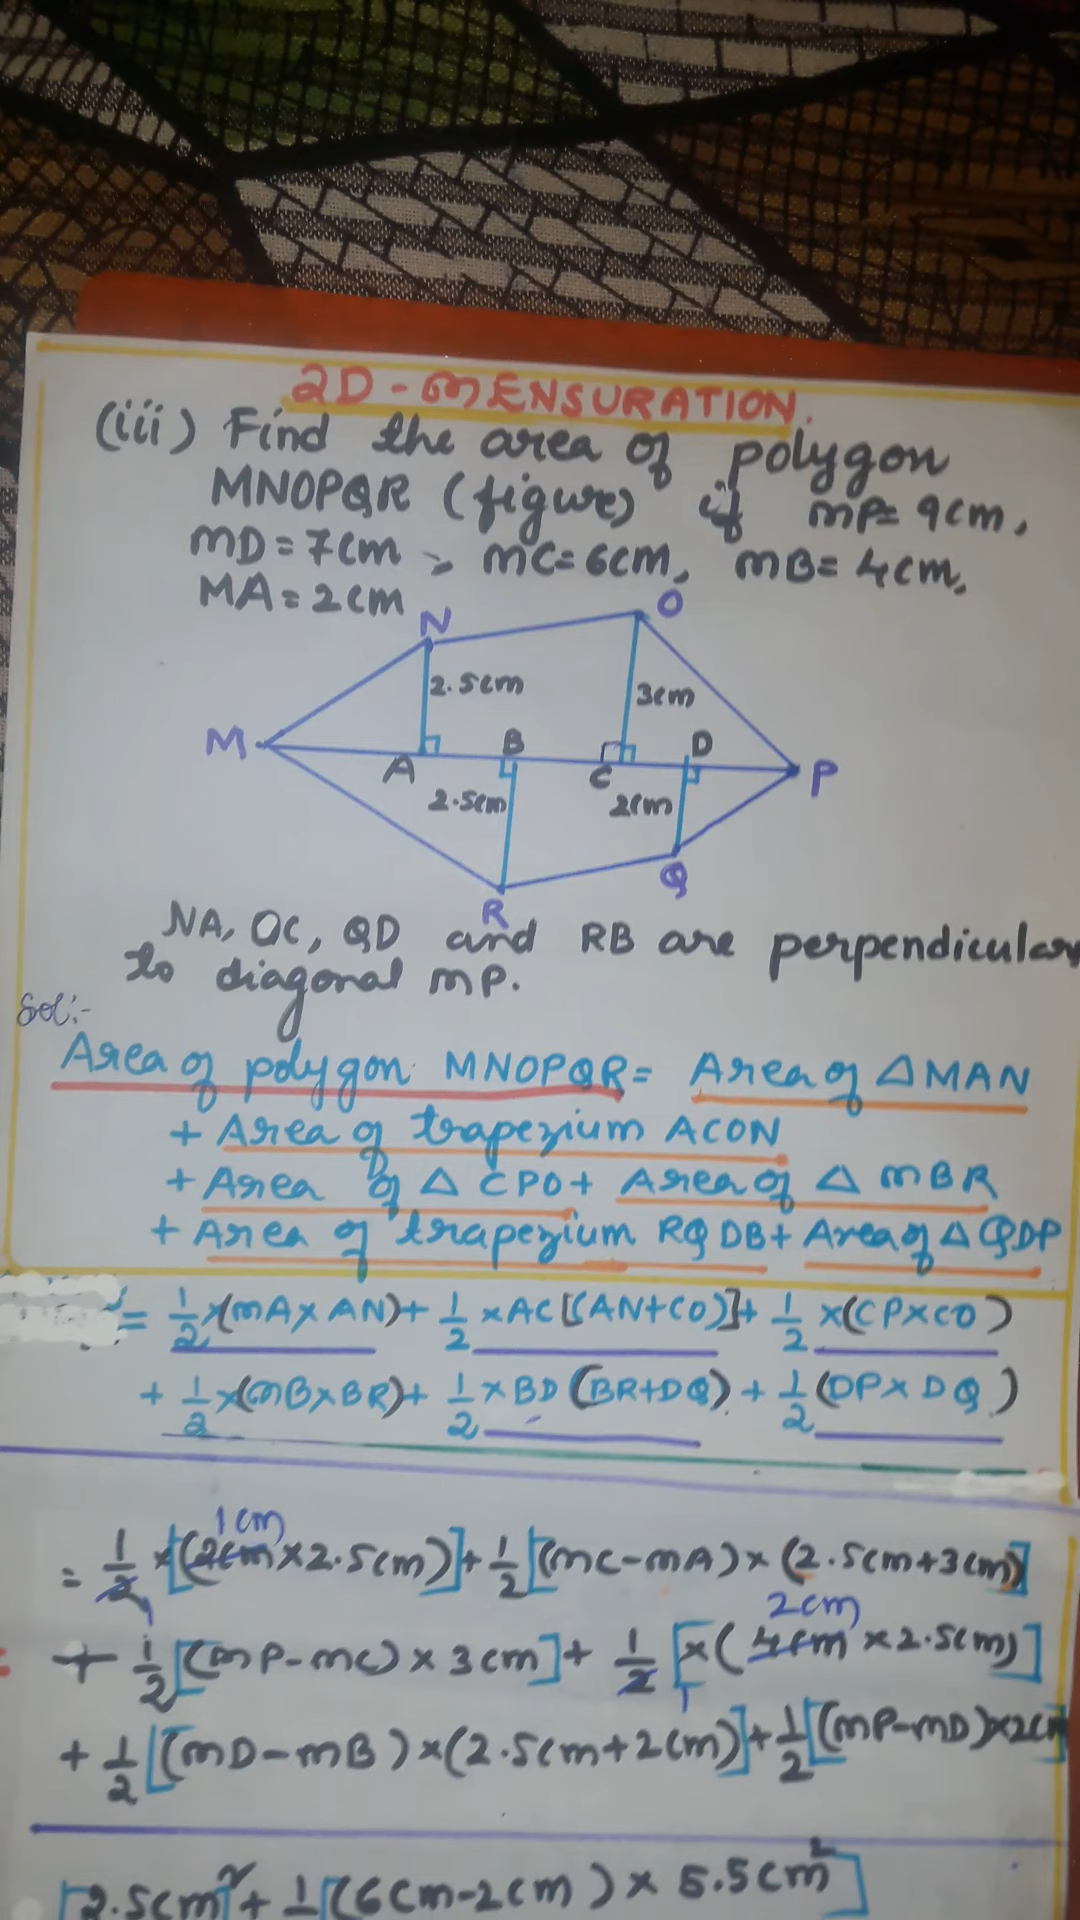 2D-MENSURATION.
(iii) Find the area of polygon
MNOPQR (figure) if MP=9cm,
MD=7cm, MC=6cm, MB=4cm,
MA=2cm
N
O
2.5cm
3cm
M
A
B
C
D
P
2.5cm
2cm
Q
R
NA, OC, QD and RB are perpendicular
to diagonal MP.
Sol:-
Area of polygon MNOPQR= Area of △MAN
+ Area of trapezium ACON
+ Area of △ CPO+ Area of △ MBR
+ Area of trapezium RQDB+ Area of △QDP
= 1/2 ×(MA×AN)+ 1/2 ×AC[(AN+CO)]+ 1/2 ×(CP×CO)
+ 1/2 ×(MB×BR)+ 1/2 ×BD (BR+DQ) + 1/2 (DP×DQ)
1cm
= 1/2 ×[(2cm×2.5cm)]+ 1/2 [(MC-MA)×(2.5cm+3cm)]
1
2cm
+ 1/2 [(MP-MC)×3cm]+ 1/2 [×(4cm×2.5cm)]
1
+ 1/2 [(MD-MB)×(2.5cm+2cm)]+ 1/2 [(MP-MD)×2cm]
[2.5cm²+ 1 [(6cm-2cm)× 5.5cm²]